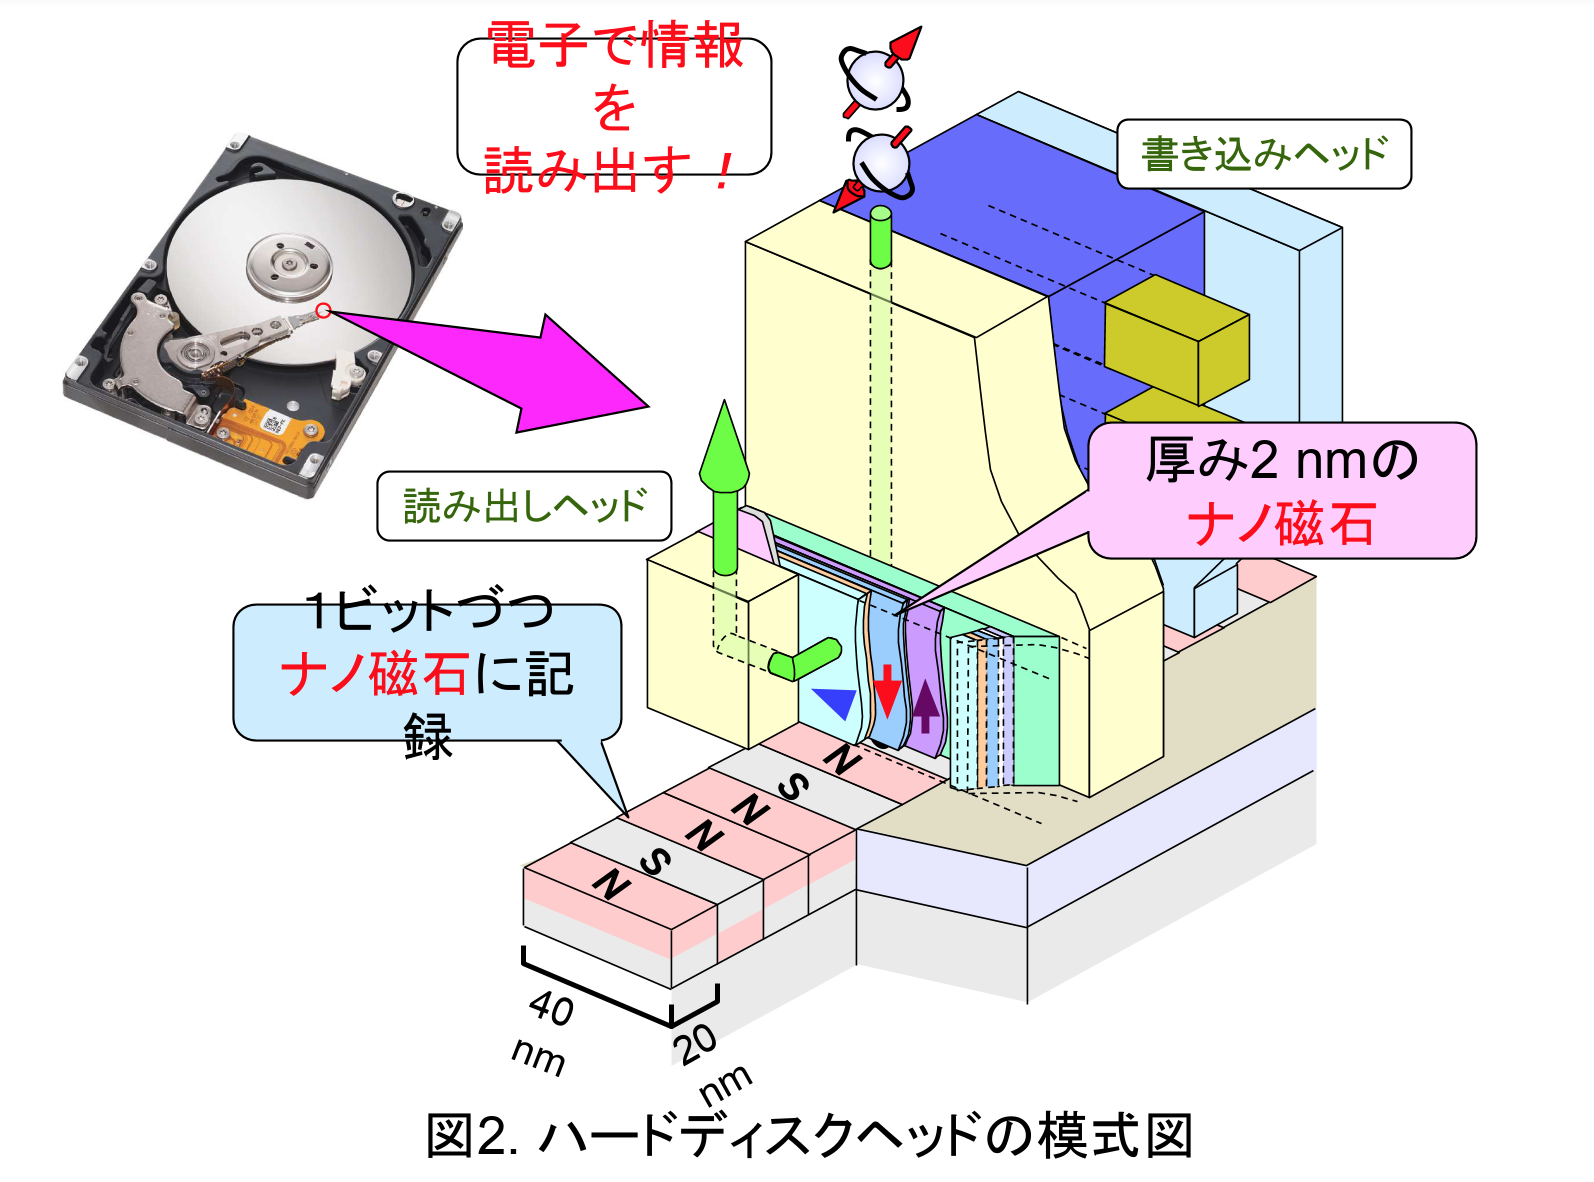 電子で情報
を
読み出す！
書き込みヘッド
読み出しヘッド
厚み2 nmの
ナノ磁石
1ビットづつ
ナノ磁石に記
録
N
S
N
N
S
N
40
nm
20
nm
図2. ハードディスクヘッドの模式図